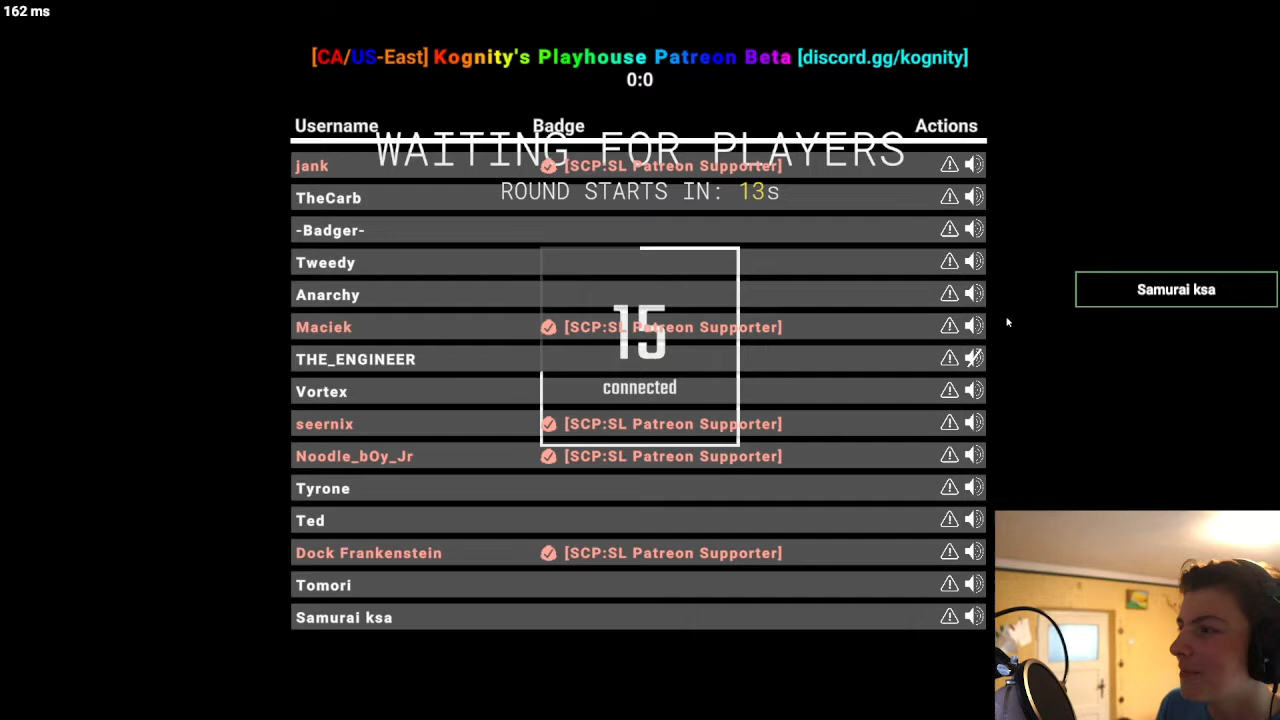 162 ms
[CA/US-East] Kognity's Playhouse Patreon Beta [discord.gg/kognity]
0:0
Username Badge Actions
WAITING FOR PLAYERS
jank [SCP:SL Patreon Supporter]
ROUND STARTS IN: 13s
TheCarb
-Badger-
Tweedy
Samurai ksa
Anarchy
15
Maciek [SCP:SL Patreon Supporter]
THE_ENGINEER
connected
Vortex
seernix [SCP:SL Patreon Supporter]
Noodle_bOy_Jr [SCP:SL Patreon Supporter]
Tyrone
Ted
Dock Frankenstein [SCP:SL Patreon Supporter]
Tomori
Samurai ksa